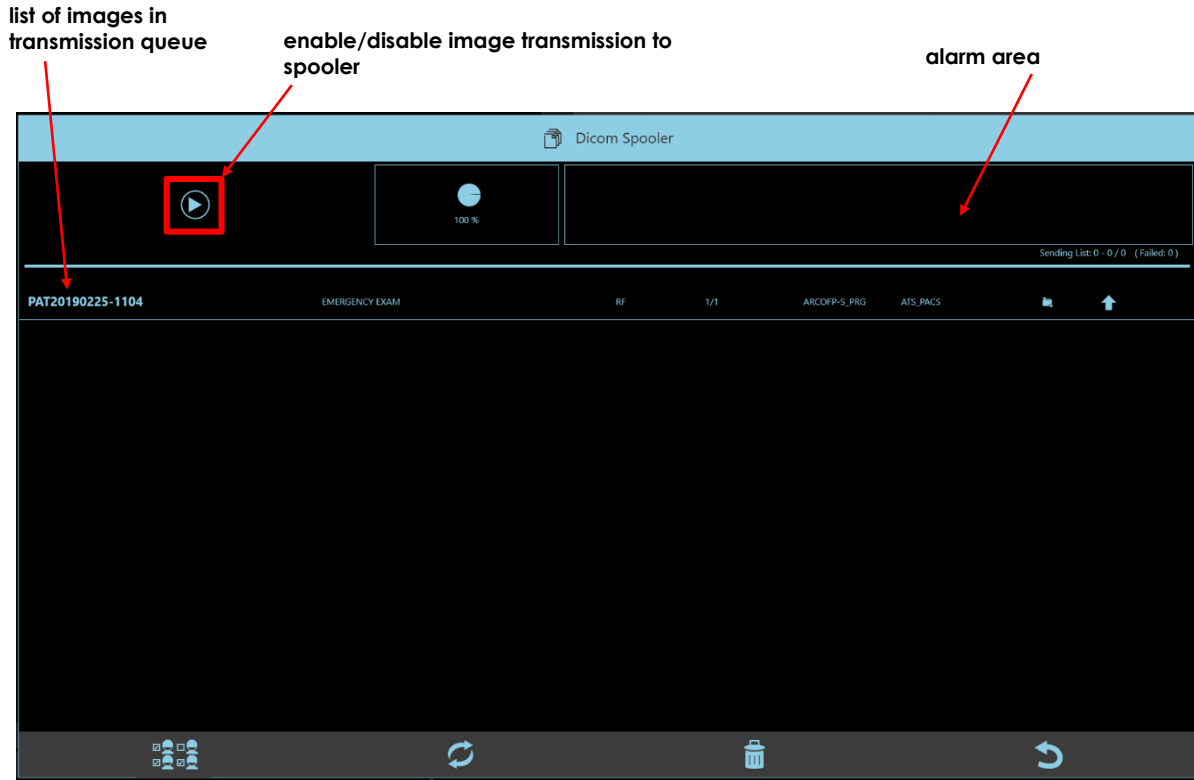 list of images in
transmission queue
enable/disable image transmission to
spooler
alarm area
Dicom Spooler
100 %
Sending List: 0 - 0 / 0 ( Failed: 0 )
PAT20190225-1104 EMERGENCY EXAM RF 1/1 ARCOFP-S_PRG ATS_PACS